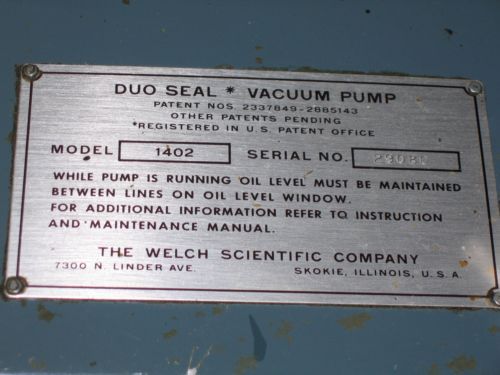 DUO SEAL * VACUUM PUMP
PATENT NOS. 2337849-2885143
OTHER PATENTS PENDING
*REGISTERED IN U.S. PATENT OFFICE
MODEL 1402 SERIAL NO.
WHILE PUMP IS RUNNING OIL LEVEL MUST BE MAINTAINED
BETWEEN LINES ON OIL LEVEL WINDOW.
FOR ADDITIONAL INFORMATION REFER TO INSTRUCTION
AND MAINTENANCE MANUAL.
THE WELCH SCIENTIFIC COMPANY
7300 N. LINDER AVE. SKOKIE, ILLINOIS, U.S.A.